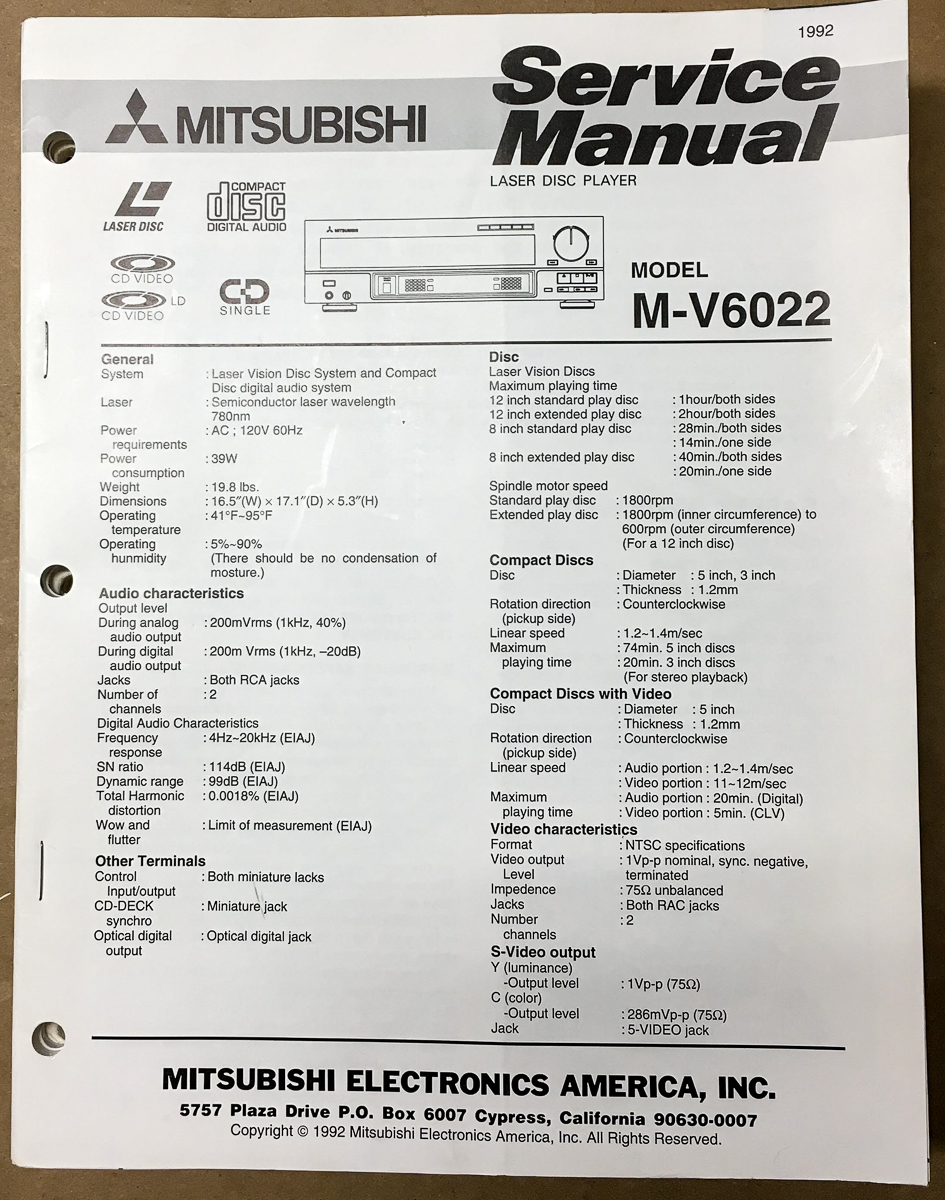 1992
Service
Manual
MITSUBISHI
LASER DISC PLAYER
LASER DISC
COMPACT
disc
DIGITAL AUDIO
CD VIDEO
CD VIDEO LD
CD
SINGLE
MITSUBISHI
MODEL
M-V6022
General
System : Laser Vision Disc System and Compact
Disc digital audio system
Laser : Semiconductor laser wavelength
780nm
Power : AC ; 120V 60Hz
requirements
Power : 39W
consumption
Weight : 19.8 lbs.
Dimensions : 16.5"(W) × 17.1"(D) × 5.3"(H)
Operating : 41°F~95°F
temperature
Operating : 5%~90%
hunmidity (There should be no condensation of
mosture.)
Audio characteristics
Output level
During analog : 200mVrms (1kHz, 40%)
audio output
During digital : 200m Vrms (1kHz, –20dB)
audio output
Jacks : Both RCA jacks
Number of : 2
channels
Digital Audio Characteristics
Frequency : 4Hz~20kHz (EIAJ)
response
SN ratio : 114dB (EIAJ)
Dynamic range : 99dB (EIAJ)
Total Harmonic : 0.0018% (EIAJ)
distortion
Wow and : Limit of measurement (EIAJ)
flutter
Other Terminals
Control : Both miniature lacks
Input/output
CD-DECK : Miniature jack
synchro
Optical digital : Optical digital jack
output
Disc
Laser Vision Discs
Maximum playing time
12 inch standard play disc : 1hour/both sides
12 inch extended play disc : 2hour/both sides
8 inch standard play disc : 28min./both sides
: 14min./one side
8 inch extended play disc : 40min./both sides
: 20min./one side
Spindle motor speed
Standard play disc : 1800rpm
Extended play disc : 1800rpm (inner circumference) to
600rpm (outer circumference)
(For a 12 inch disc)
Compact Discs
Disc : Diameter : 5 inch, 3 inch
: Thickness : 1.2mm
Rotation direction : Counterclockwise
(pickup side)
Linear speed : 1.2~1.4m/sec
Maximum : 74min. 5 inch discs
playing time : 20min. 3 inch discs
(For stereo playback)
Compact Discs with Video
Disc : Diameter : 5 inch
: Thickness : 1.2mm
Rotation direction : Counterclockwise
(pickup side)
Linear speed : Audio portion : 1.2~1.4m/sec
: Video portion : 11~12m/sec
Maximum : Audio portion : 20min. (Digital)
playing time : Video portion : 5min. (CLV)
Video characteristics
Format : NTSC specifications
Video output : 1Vp-p nominal, sync. negative,
Level terminated
Impedence : 75Ω unbalanced
Jacks : Both RAC jacks
Number : 2
channels
S-Video output
Y (luminance)
-Output level : 1Vp-p (75Ω)
C (color)
-Output level : 286mVp-p (75Ω)
Jack : 5-VIDEO jack
MITSUBISHI ELECTRONICS AMERICA, INC.
5757 Plaza Drive P.O. Box 6007 Cypress, California 90630-0007
Copyright © 1992 Mitsubishi Electronics America, Inc. All Rights Reserved.